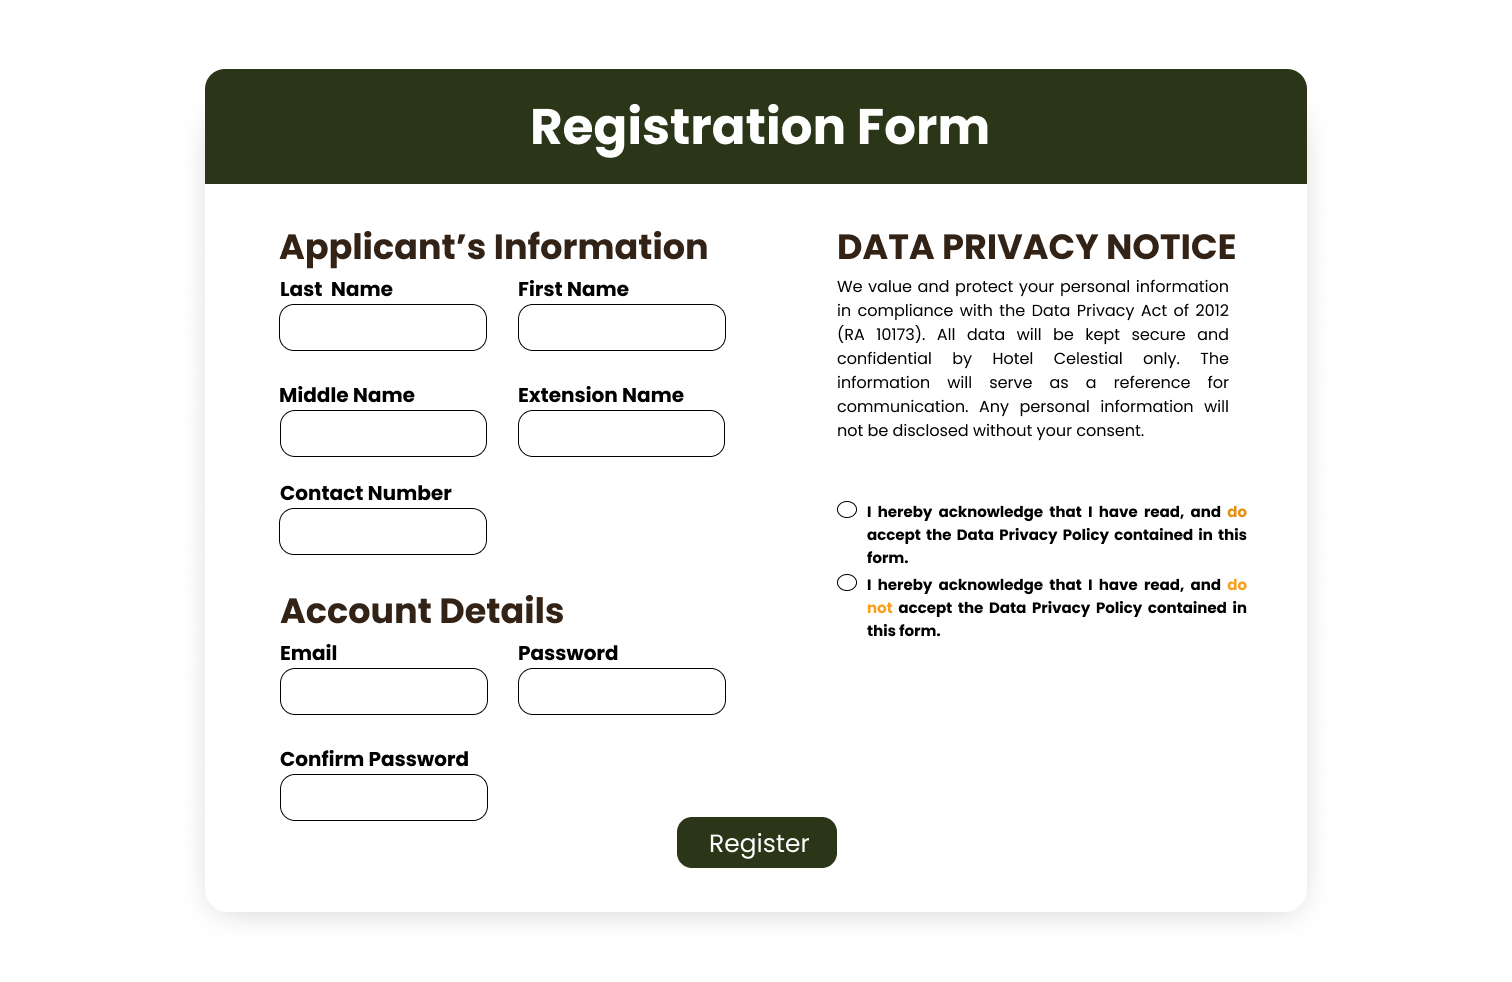 Registration Form
Applicant’s Information
Last  Name
First Name
Middle Name
Extension Name
Contact Number
Account Details
Email
Password
Confirm Password
DATA PRIVACY NOTICE
We value and protect your personal information
in compliance with the Data Privacy Act of 2012
(RA 10173). All data will be kept secure and
confidential by Hotel Celestial only. The
information will serve as a reference for
communication. Any personal information will
not be disclosed without your consent.
I hereby acknowledge that I have read, and do
accept the Data Privacy Policy contained in this
form.
I hereby acknowledge that I have read, and do
not accept the Data Privacy Policy contained in
this form.
Register